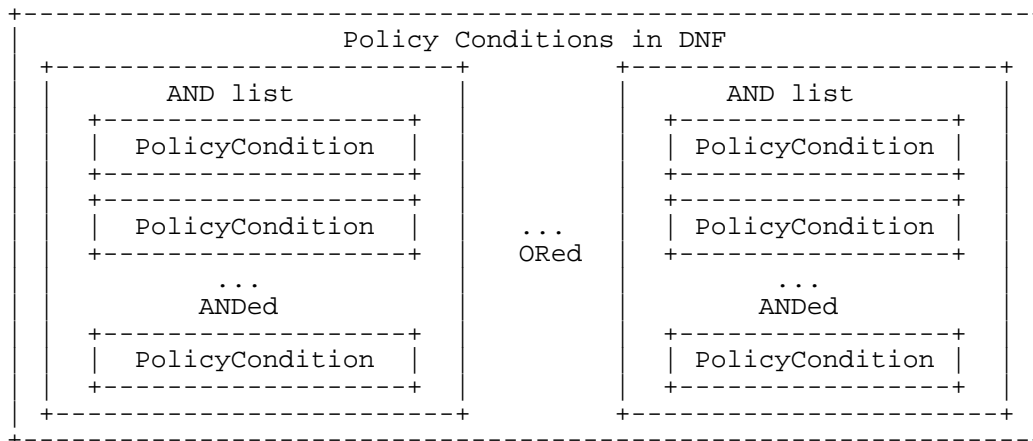 Policy Conditions in DNF
AND list AND list
PolicyCondition PolicyCondition
PolicyCondition ... PolicyCondition
ORed
... ...
ANDed ANDed
PolicyCondition PolicyCondition